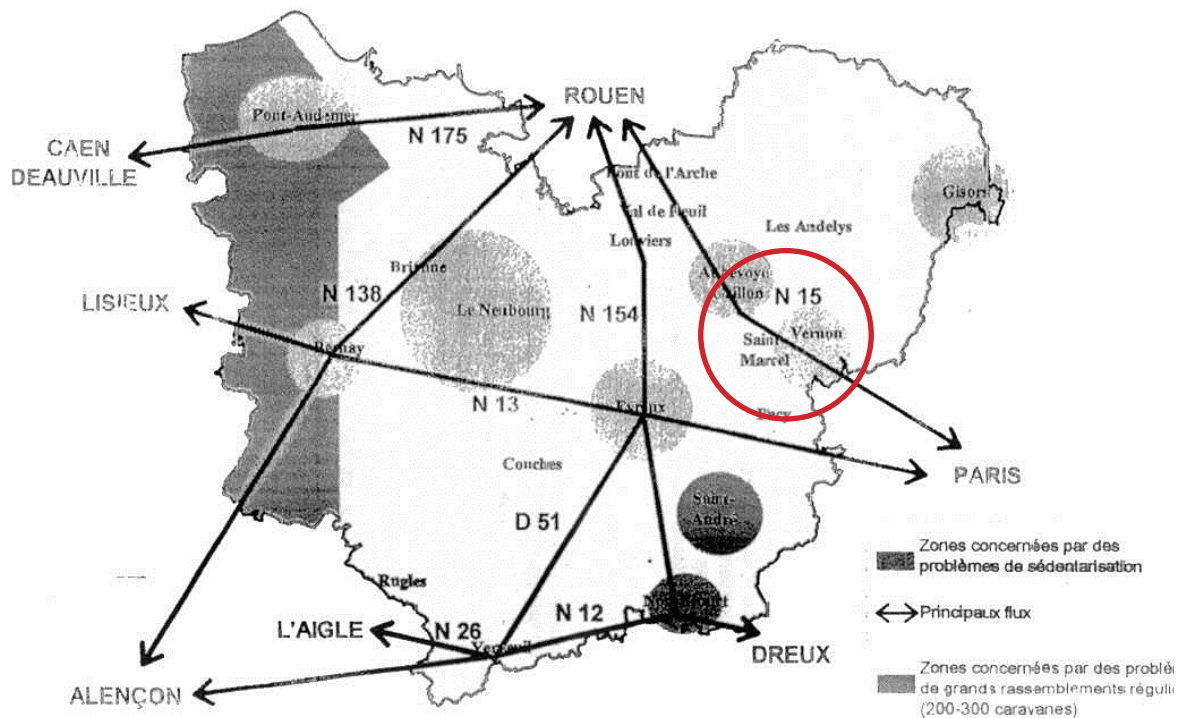 ROUEN
Pont-Audemer
N 175
CAEN
DEAUVILLE
Pont de l'Arche
Val de Reuil
Louviers
Gisors
Les Andelys
Brionne
N 138
LISIEUX
Le Neubourg
N 154
N 15
Vernon
Saint-
Marcel
Bernay
N 13
Evreux
Pacy
Conches
PARIS
Saint-
André
D 51
Rugles
N 12
L'AIGLE
N 26
Verneuil
DREUX
ALENÇON
Zones concernées par des
problèmes de sédentarisation
Principaux flux
Zones concernées par des problè
de grands rassemblements réguli
(200-300 caravanes)